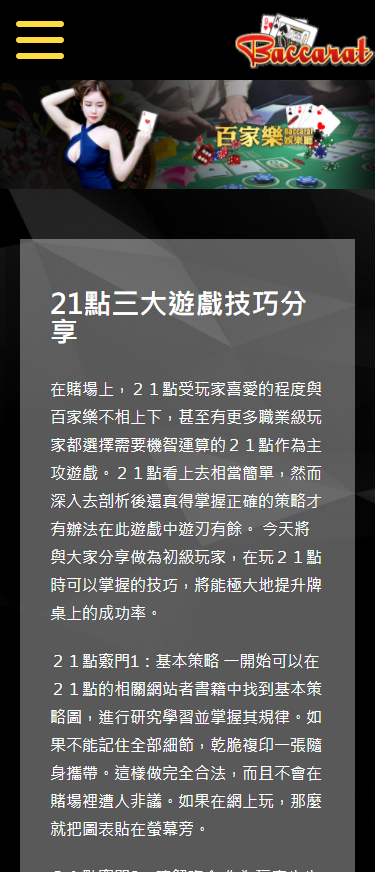 Baccarat
百家樂 Baccarat 娛樂廳
21點三大遊戲技巧分
享
在賭場上，２１點受玩家喜愛的程度與
百家樂不相上下，甚至有更多職業級玩
家都選擇需要機智運算的２１點作為主
攻遊戲。２１點看上去相當簡單，然而
深入去剖析後還真得掌握正確的策略才
有辦法在此遊戲中遊刃有餘。 今天將
與大家分享做為初級玩家，在玩２１點
時可以掌握的技巧，將能極大地提升牌
桌上的成功率。
２１點竅門1：基本策略 一開始可以在
２１點的相關網站者書籍中找到基本策
略圖，進行研究學習並掌握其規律。如
果不能記住全部細節，乾脆複印一張隨
身攜帶。這樣做完全合法，而且不會在
賭場裡遭人非議。如果在網上玩，那麼
就把圖表貼在螢幕旁。